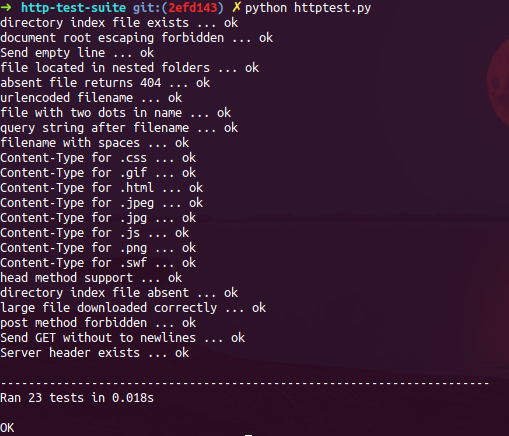 ➜ http-test-suite git:(2efd143) ✗ python httptest.py
directory index file exists ... ok
document root escaping forbidden ... ok
Send empty line ... ok
file located in nested folders ... ok
absent file returns 404 ... ok
urlencoded filename ... ok
file with two dots in name ... ok
query string after filename ... ok
filename with spaces ... ok
Content-Type for .css ... ok
Content-Type for .gif ... ok
Content-Type for .html ... ok
Content-Type for .jpeg ... ok
Content-Type for .jpg ... ok
Content-Type for .js ... ok
Content-Type for .png ... ok
Content-Type for .swf ... ok
head method support ... ok
directory index file absent ... ok
large file downloaded correctly ... ok
post method forbidden ... ok
Send GET without to newlines ... ok
Server header exists ... ok
----------------------------------------------------------------------
Ran 23 tests in 0.018s
OK